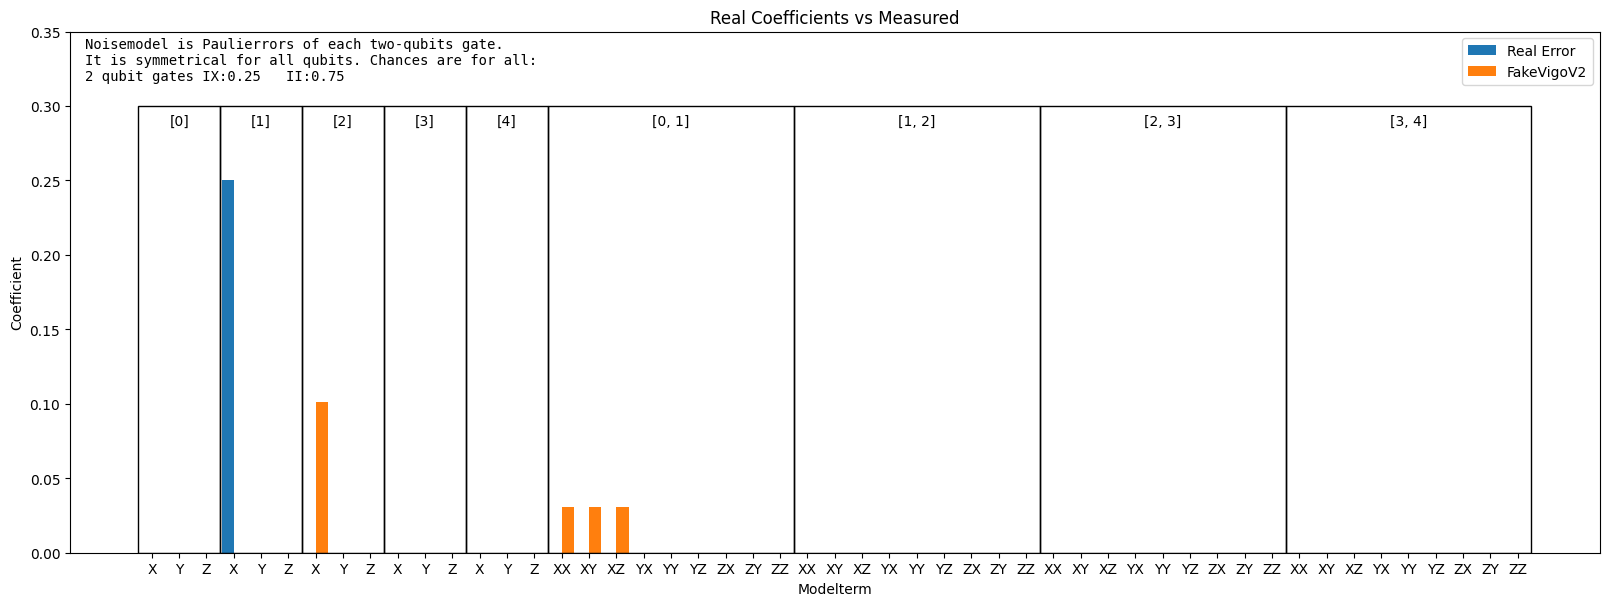 Real Coefficients vs Measured
Noisemodel is Paulierrors of each two-qubits gate.
It is symmetrical for all qubits. Chances are for all:
2 qubit gates IX:0.25   II:0.75
Real Error
FakeVigoV2
[0] [1] [2] [3] [4] [0, 1] [1, 2] [2, 3] [3, 4]
Coefficient
0.35
0.30
0.25
0.20
0.15
0.10
0.05
0.00
X Y Z X Y Z X Y Z X Y Z X Y Z XX XY XZ YX YY YZ ZX ZY ZZ XX XY XZ YX YY YZ ZX ZY ZZ XX XY XZ YX YY YZ ZX ZY ZZ XX XY XZ YX YY YZ ZX ZY ZZ
Modelterm